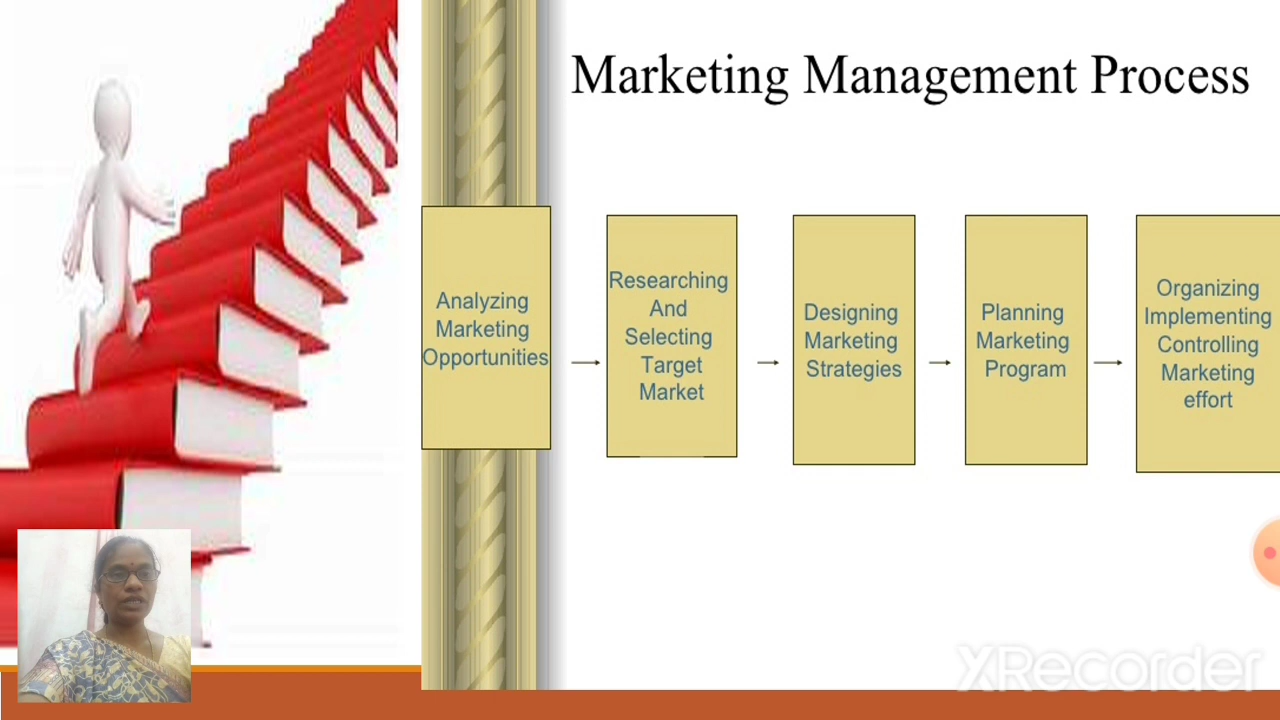 Marketing Management Process
Analyzing
Marketing
Opportunities
Researching
And
Selecting
Target
Market
Designing
Marketing
Strategies
Planning
Marketing
Program
Organizing
Implementing
Controlling
Marketing
effort
XRecorder